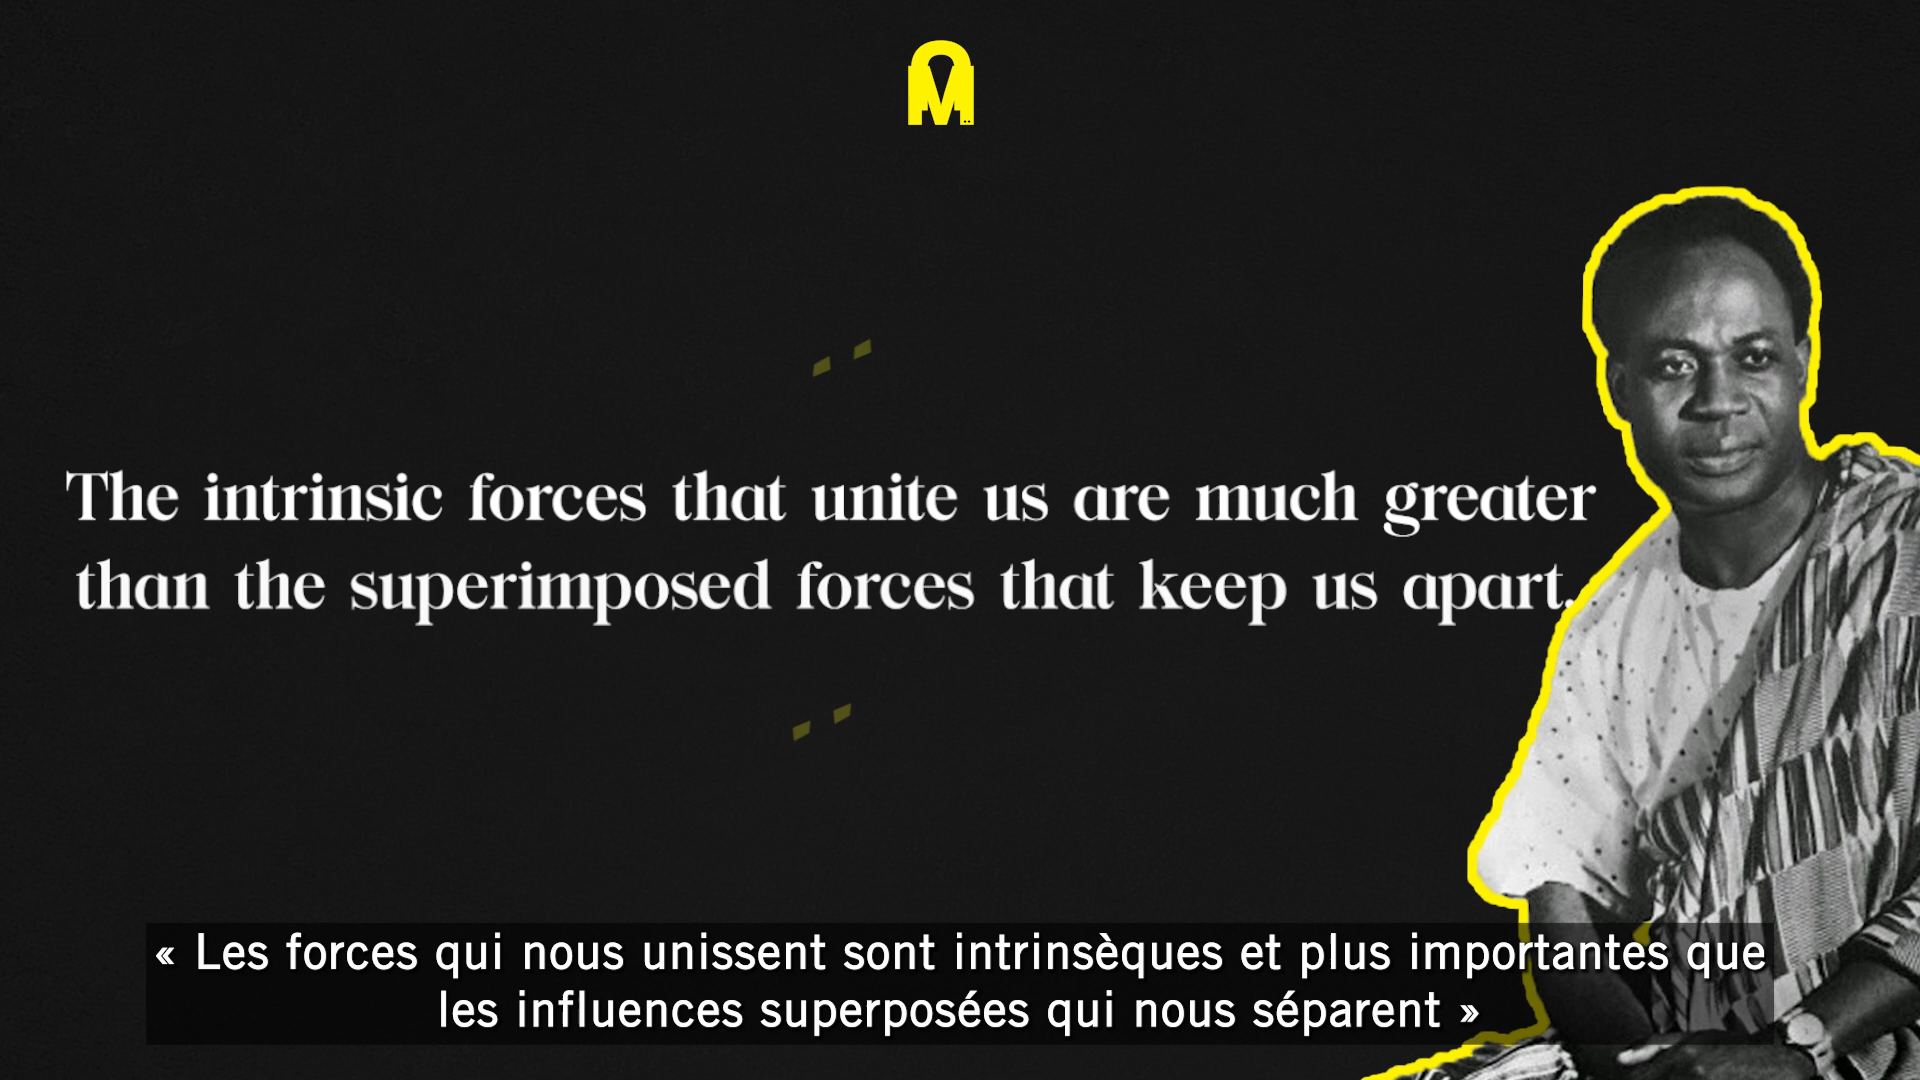 M
The intrinsic forces that unite us are much greater
than the superimposed forces that keep us apart.
« Les forces qui nous unissent sont intrinsèques et plus importantes que
les influences superposées qui nous séparent »